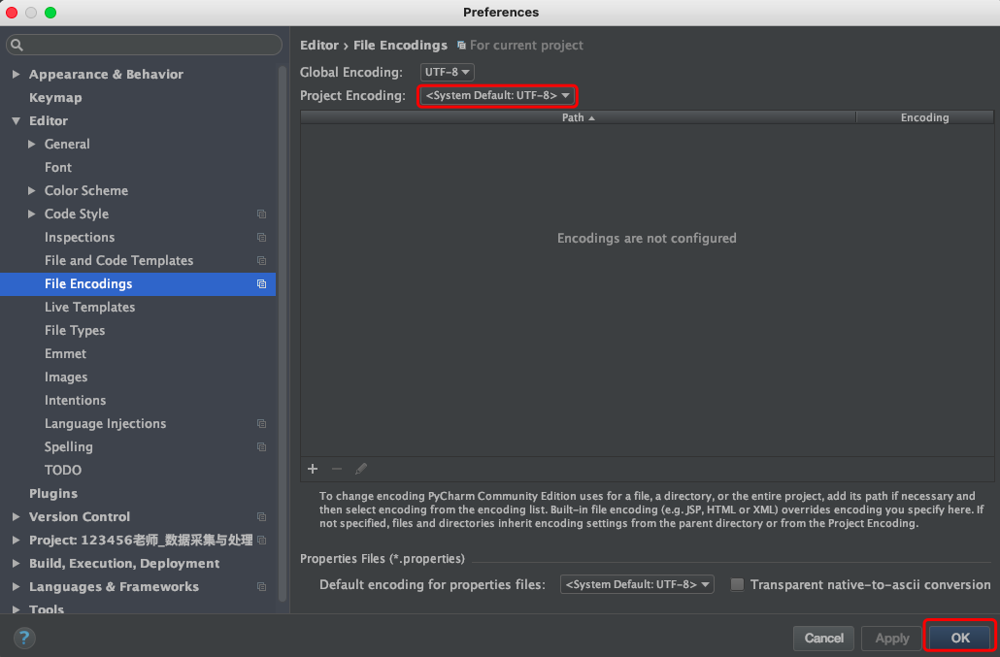 Preferences
Appearance & Behavior
Keymap
Editor
General
Font
Color Scheme
Code Style
Inspections
File and Code Templates
File Encodings
Live Templates
File Types
Emmet
Images
Intentions
Language Injections
Spelling
TODO
Plugins
Version Control
Project: 123456老师_数据采集与处理
Build, Execution, Deployment
Languages & Frameworks
Tools
Editor › File Encodings For current project
Global Encoding: UTF-8
Project Encoding: <System Default: UTF-8>
Path Encoding
Encodings are not configured
To change encoding PyCharm Community Edition uses for a file, a directory, or the entire project, add its path if necessary and
then select encoding from the encoding list. Built-in file encoding (e.g. JSP, HTML or XML) overrides encoding you specify here. If
not specified, files and directories inherit encoding settings from the parent directory or from the Project Encoding.
Properties Files (*.properties)
Default encoding for properties files: <System Default: UTF-8> Transparent native-to-ascii conversion
? Cancel Apply OK